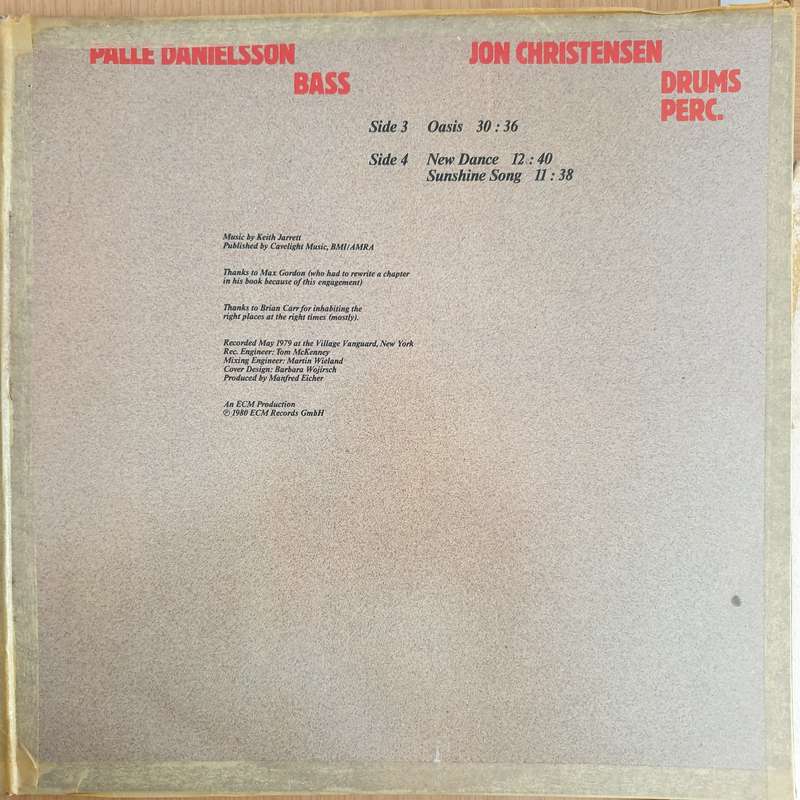 PALLE DANIELSSON JON CHRISTENSEN
BASS DRUMS
PERC.
Side 3 Oasis 30 : 36
Side 4 New Dance 12 : 40
Sunshine Song 11 : 38
Music by Keith Jarrett
Published by Cavelight Music, BMI/AMRA
Thanks to Max Gordon (who had to rewrite a chapter
in his book because of this engagement)
Thanks to Brian Carr for inhabiting the
right places at the right times (mostly).
Recorded May 1979 at the Village Vanguard, New York
Rec. Engineer: Tom McKenney
Mixing Engineer: Martin Wieland
Cover Design: Barbara Wojirsch
Produced by Manfred Eicher
An ECM Production
℗ 1980 ECM Records GmbH